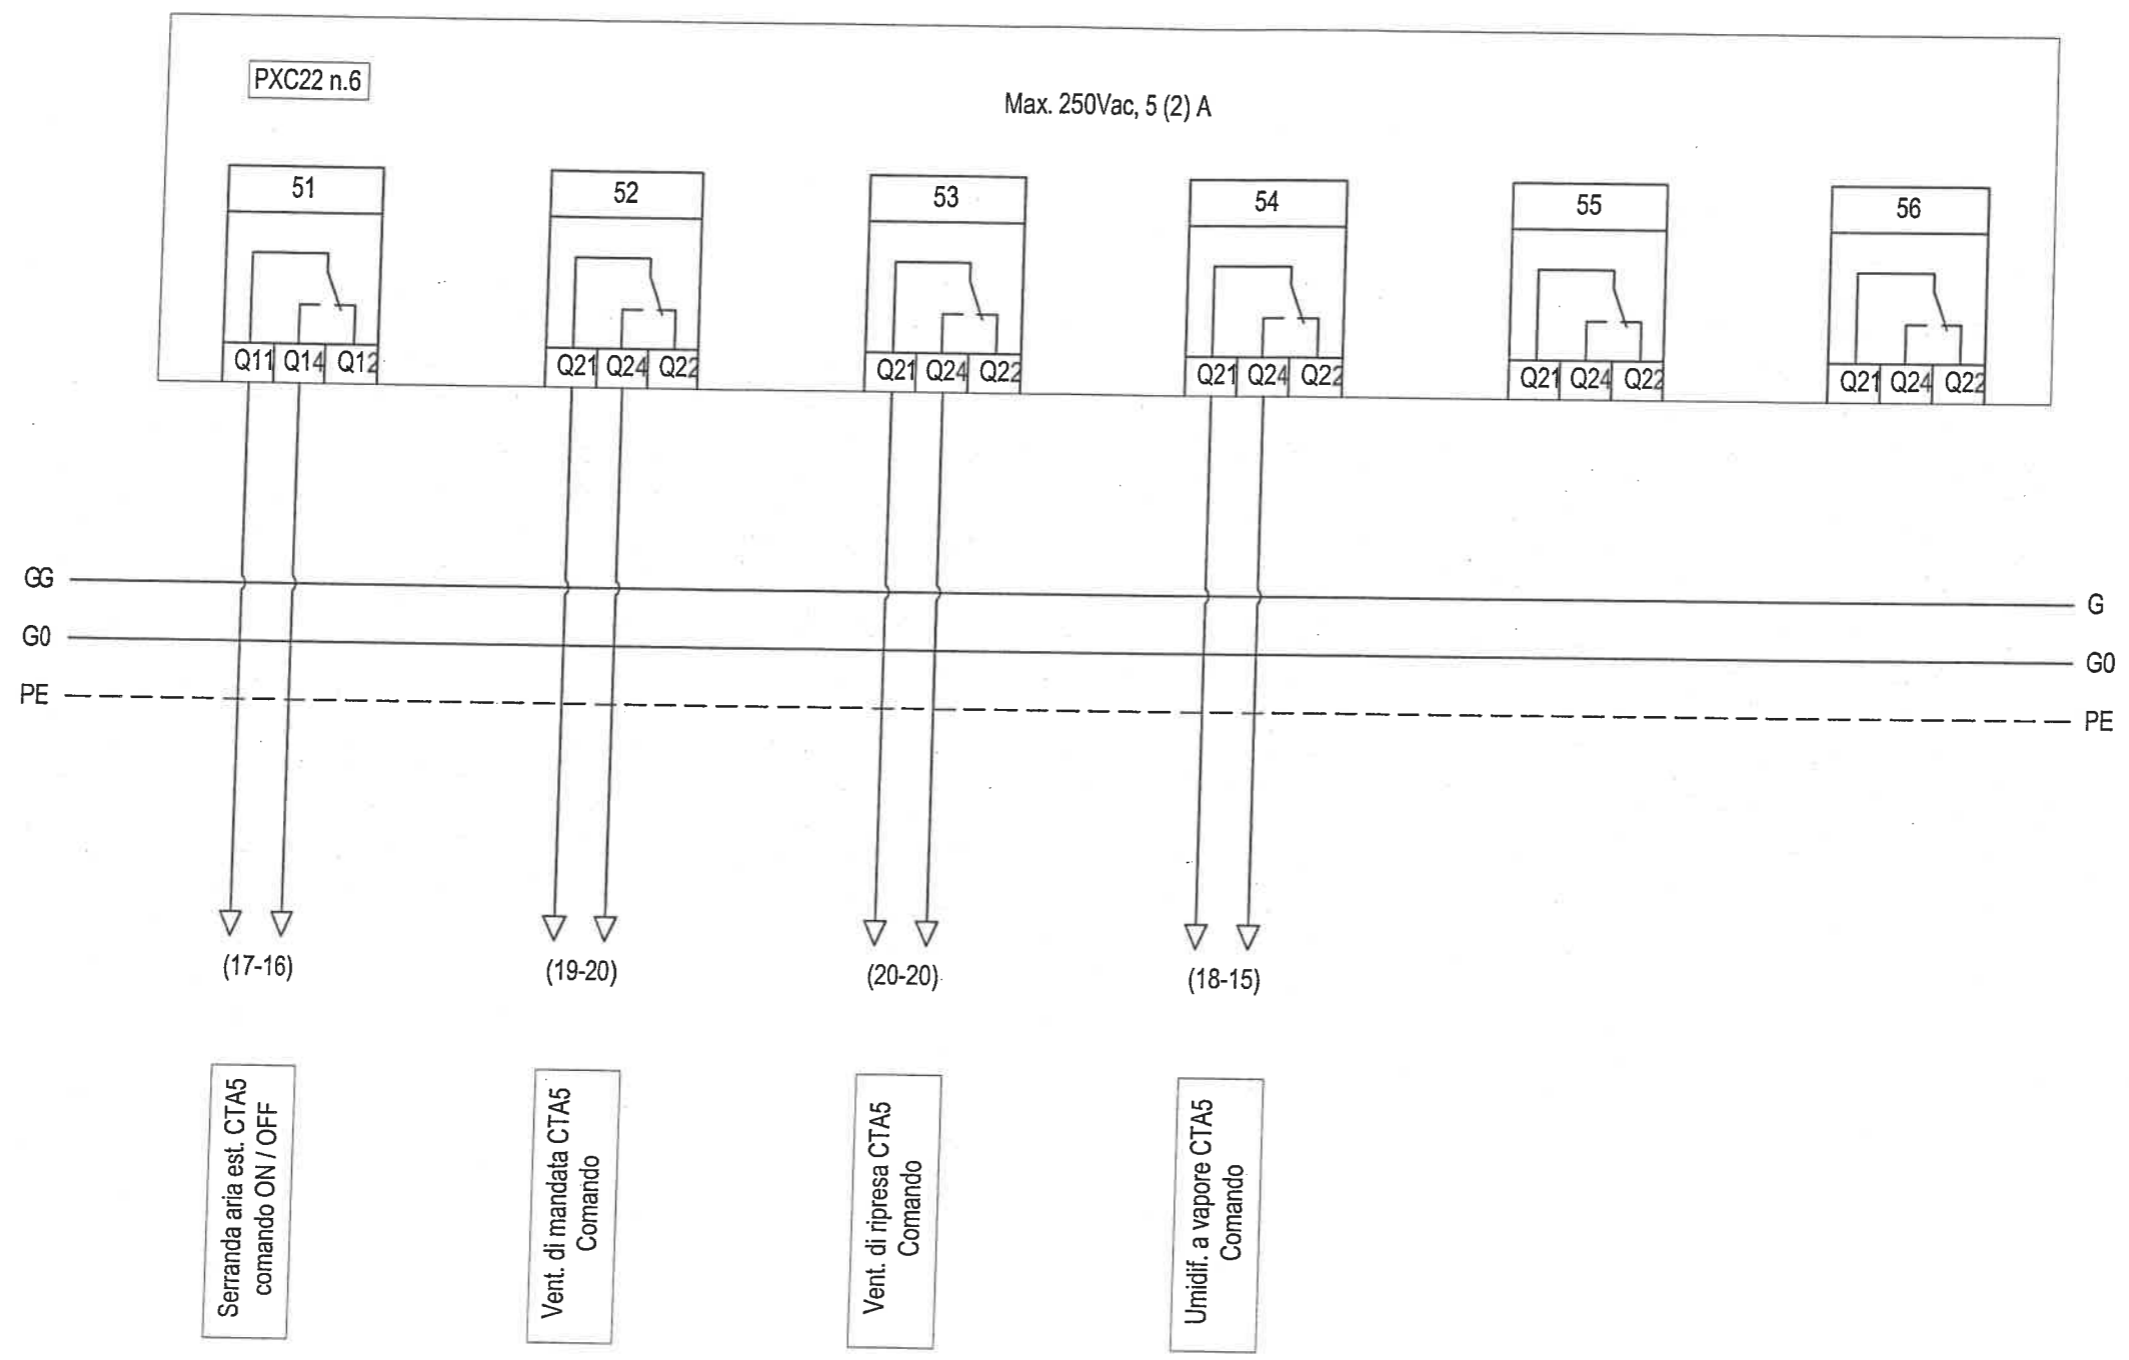 PXC22 n.6
Max. 250Vac, 5 (2) A
51
52
53
54
55
56
Q11 Q14 Q12
Q21 Q24 Q22
Q21 Q24 Q22
Q21 Q24 Q22
Q21 Q24 Q22
Q21 Q24 Q22
GG
G
G0
G0
PE
PE
(17-16)
(19-20)
(20-20)
(18-15)
Serranda aria est. CTA5
comando ON / OFF
Vent. di mandata CTA5
Comando
Vent. di ripresa CTA5
Comando
Umidif. a vapore CTA5
Comando